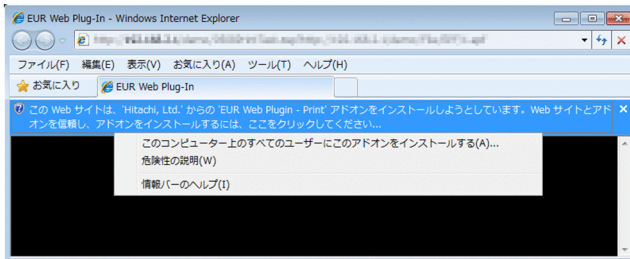 EUR Web Plug-In - Windows Internet Explorer
ファイル(F) 編集(E) 表示(V) お気に入り(A) ツール(T) ヘルプ(H)
お気に入り EUR Web Plug-In
この Web サイトは、'Hitachi, Ltd.' からの 'EUR Web Plugin - Print' アドオンをインストールしようとしています。Web サイトとアド
オンを信頼し、アドオンをインストールするには、ここをクリックしてください...
このコンピューター上のすべてのユーザーにこのアドオンをインストールする(A)...
危険性の説明(W)
情報バーのヘルプ(I)